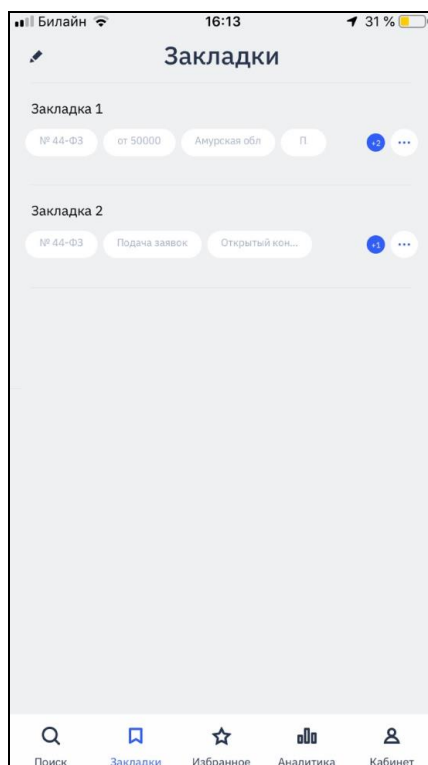 Билайн 16:13 31 %
Закладки
Закладка 1
№ 44-ФЗ от 50000 Амурская обл П +2 ...
Закладка 2
№ 44-ФЗ Подача заявок Открытый кон... +1 ...
Поиск Закладки Избранное Аналитика Кабинет